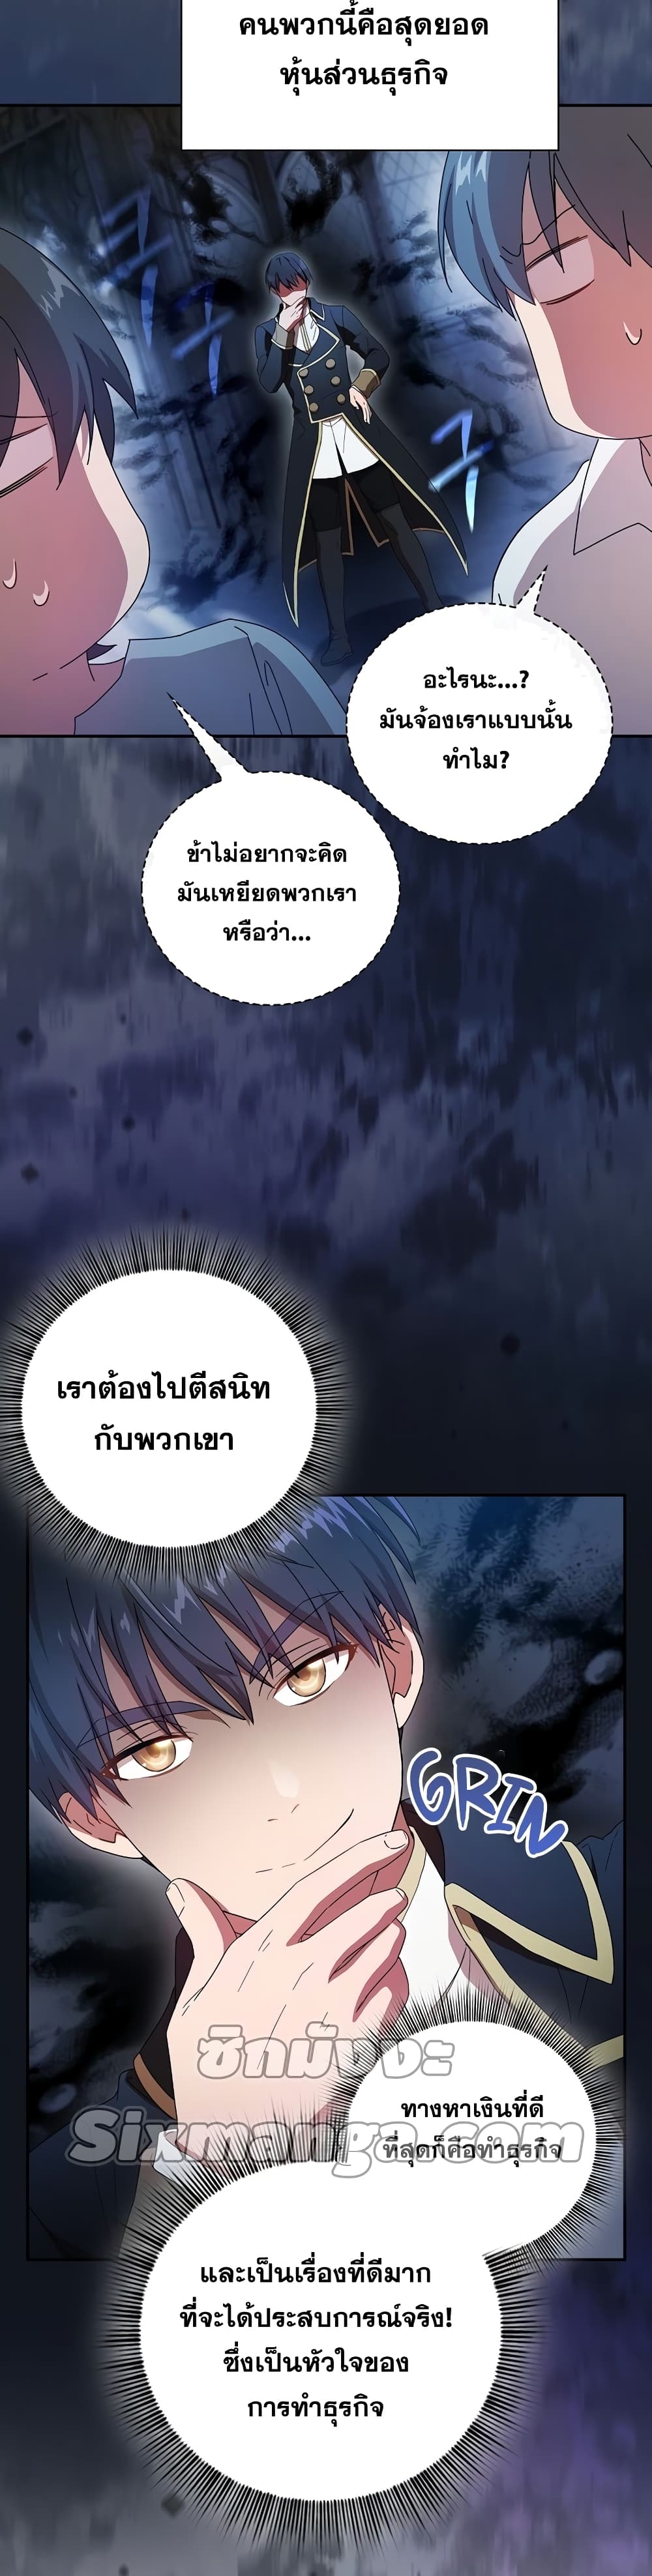 คนพวกนี้คือสุดยอด
หุ้นส่วนธุรกิจ
อะไรนะ...?
มันจ้องเราแบบนั้น
ทำไม?
ข้าไม่อยากจะคิด
มันเหยียดพวกเรา
หรือว่า...
เราต้องไปตีสนิท
กับพวกเขา
GRIN
ซิกมังงะ
Sixmanga.com
ทางหาเงินที่ดี
ที่สุดก็คือทำธุรกิจ
และเป็นเรื่องที่ดีมาก
ที่จะได้ประสบการณ์จริง!
ซึ่งเป็นหัวใจของ
การทำธุรกิจ